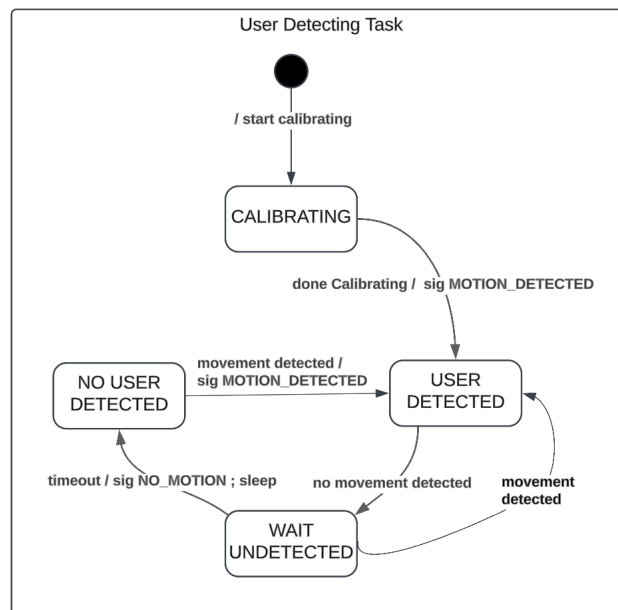 User Detecting Task
/ start calibrating
CALIBRATING
done Calibrating /  sig MOTION_DETECTED
movement detected /
sig MOTION_DETECTED
NO USER
DETECTED
USER
DETECTED
timeout / sig NO_MOTION ; sleep
no movement detected
movement
detected
WAIT
UNDETECTED